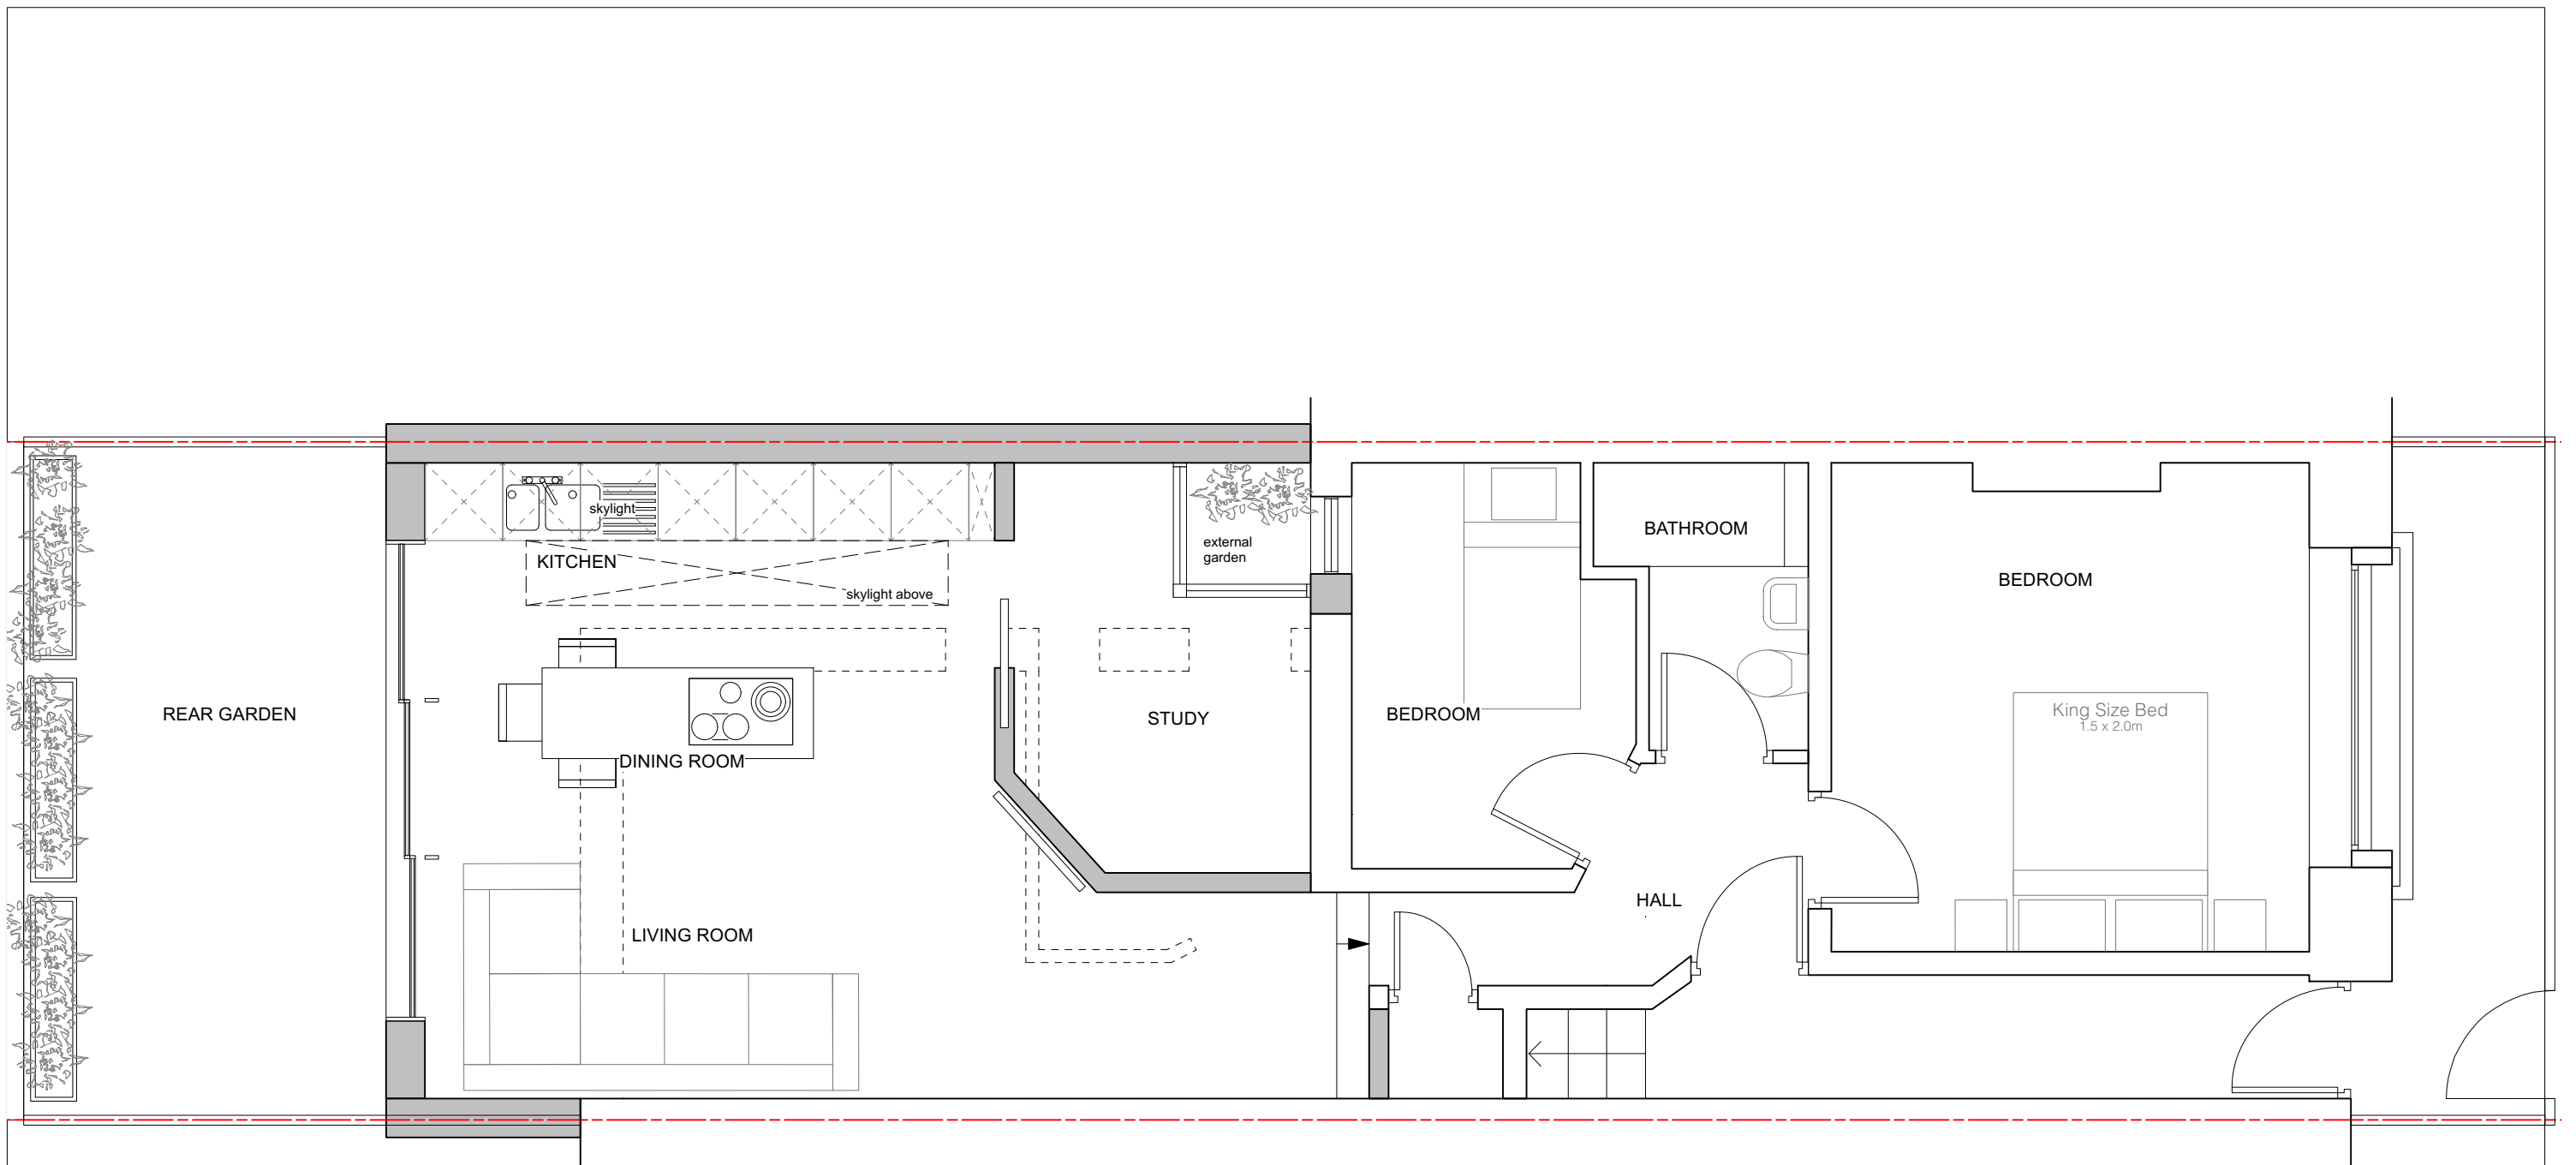 skylight
KITCHEN
skylight above
external
garden
BATHROOM
BEDROOM
REAR GARDEN
STUDY
BEDROOM
King Size Bed
1.5 x 2.0m
DINING ROOM
HALL
LIVING ROOM